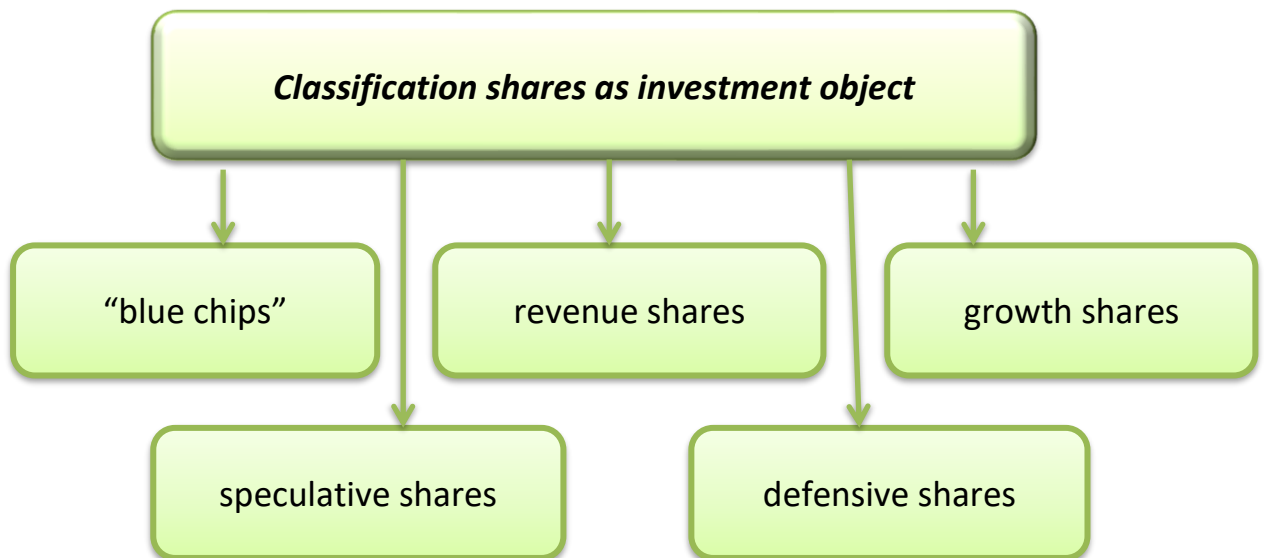 Classification shares as investment object
“blue chips”
revenue shares
growth shares
speculative shares
defensive shares